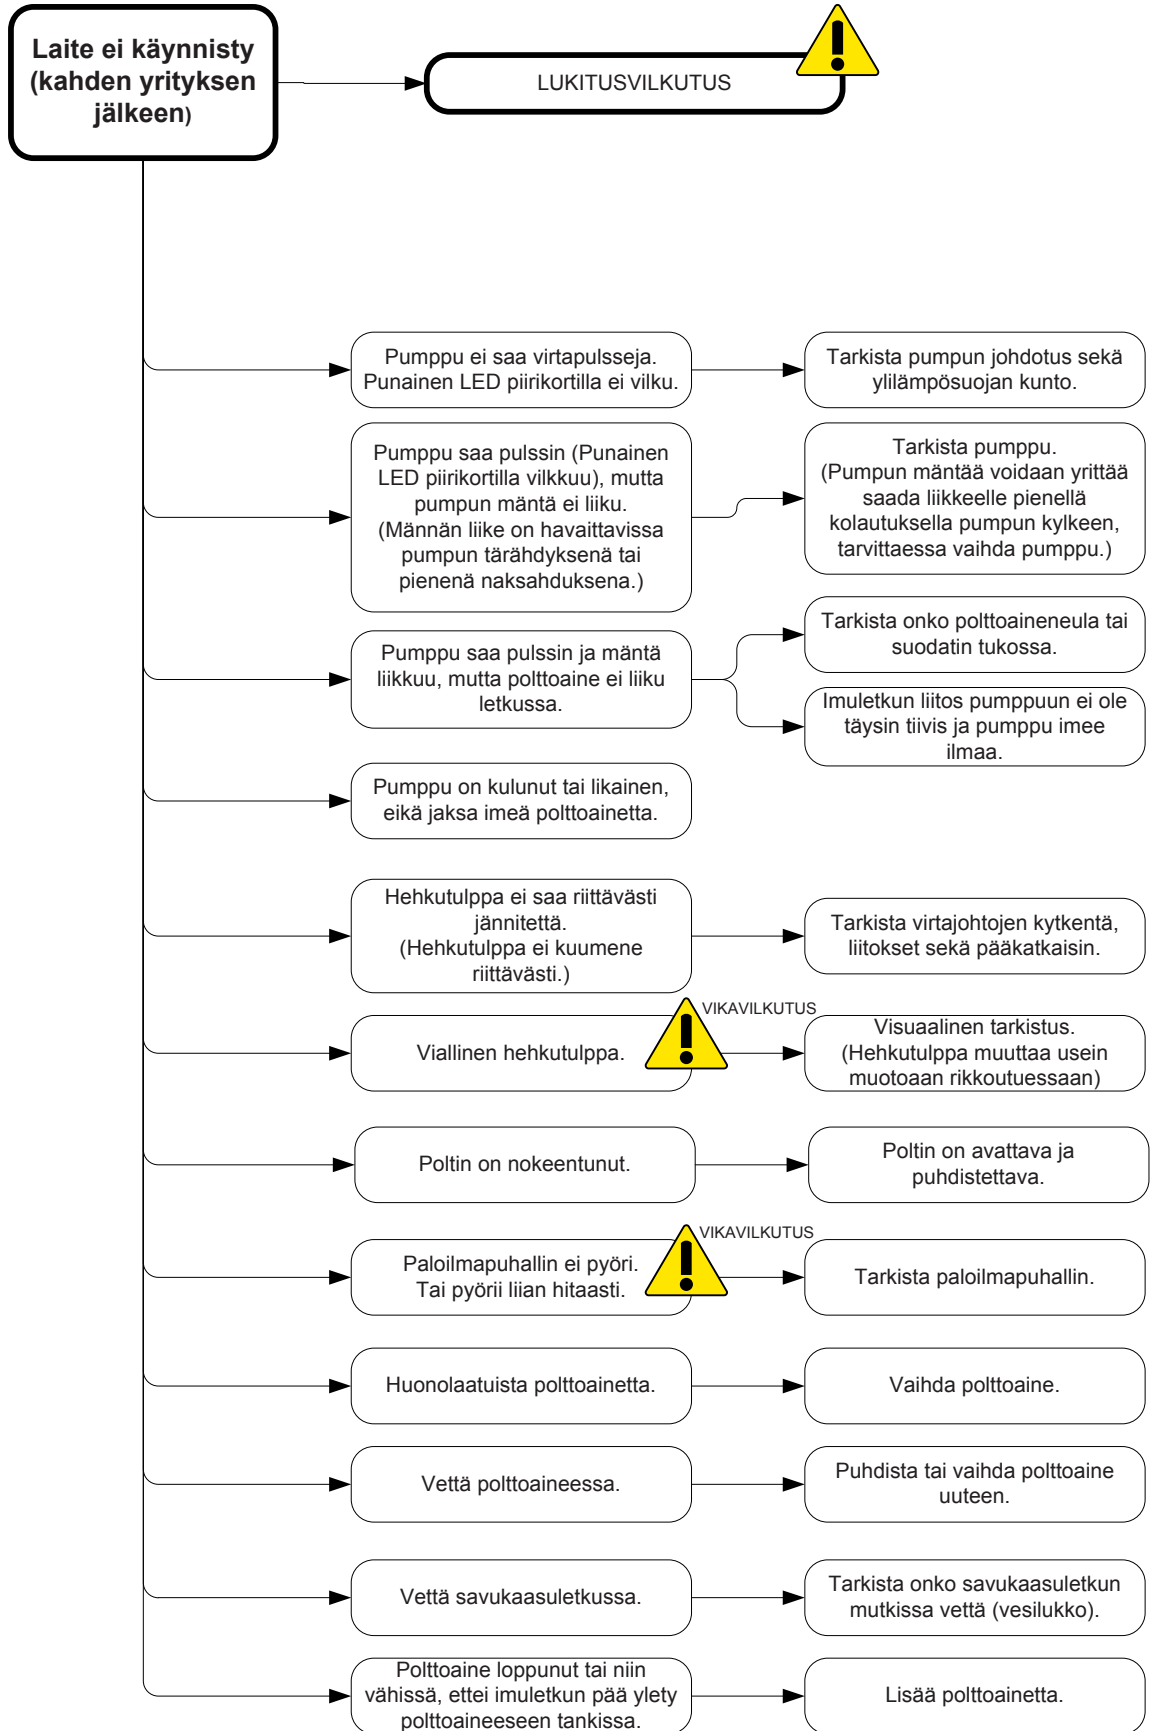 Laite ei käynnisty
(kahden yrityksen
jälkeen)
LUKITUSVILKUTUS
Pumppu ei saa virtapulsseja.
Punainen LED piirikortilla ei vilku.
Tarkista pumpun johdotus sekä
ylilämpösuojan kunto.
Pumppu saa pulssin (Punainen
LED piirikortilla vilkkuu), mutta
pumpun mäntä ei liiku.
(Männän liike on havaittavissa
pumpun tärähdyksenä tai
pienenä naksahduksena.)
Tarkista pumppu.
(Pumpun mäntää voidaan yrittää
saada liikkeelle pienellä
kolautuksella pumpun kylkeen,
tarvittaessa vaihda pumppu.)
Pumppu saa pulssin ja mäntä
liikkuu, mutta polttoaine ei liiku
letkussa.
Tarkista onko polttoaineneula tai
suodatin tukossa.
Imuletkun liitos pumppuun ei ole
täysin tiivis ja pumppu imee
ilmaa.
Pumppu on kulunut tai likainen,
eikä jaksa imeä polttoainetta.
Hehkutulppa ei saa riittävästi
jännitettä.
(Hehkutulppa ei kuumene
riittävästi.)
Tarkista virtajohtojen kytkentä,
liitokset sekä pääkatkaisin.
Viallinen hehkutulppa.
VIKAVILKUTUS
Visuaalinen tarkistus.
(Hehkutulppa muuttaa usein
muotoaan rikkoutuessaan)
Poltin on nokeentunut.
Poltin on avattava ja
puhdistettava.
Paloilmapuhallin ei pyöri.
Tai pyörii liian hitaasti.
VIKAVILKUTUS
Tarkista paloilmapuhallin.
Huonolaatuista polttoainetta.
Vaihda polttoaine.
Vettä polttoaineessa.
Puhdista tai vaihda polttoaine
uuteen.
Vettä savukaasuletkussa.
Tarkista onko savukaasuletkun
mutkissa vettä (vesilukko).
Polttoaine loppunut tai niin
vähissä, ettei imuletkun pää ylety
polttoaineeseen tankissa.
Lisää polttoainetta.